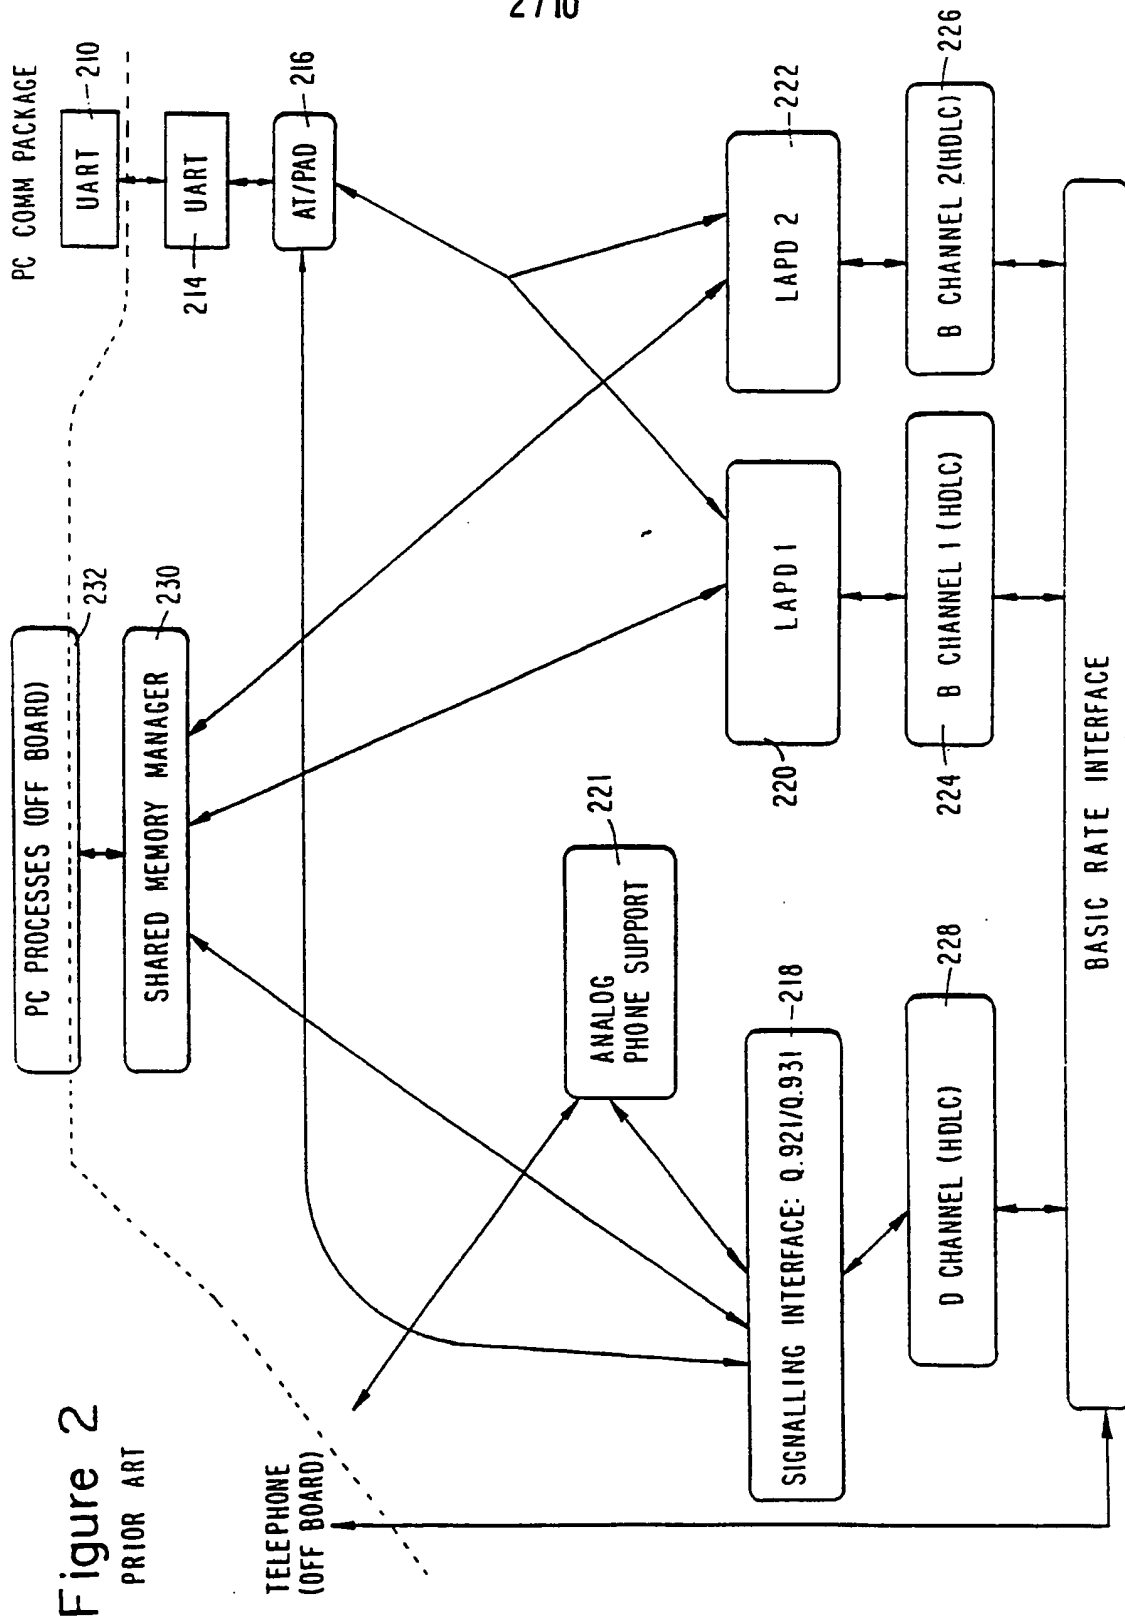 2/10
Figure 2
PRIOR ART
PC COMM PACKAGE
UART
210
UART
214
AT/PAD
216
PC PROCESSES (OFF BOARD)
232
SHARED MEMORY MANAGER
230
TELEPHONE
(OFF BOARD)
ANALOG
PHONE SUPPORT
221
SIGNALLING INTERFACE: Q.921/Q.931
218
LAPD 1
220
LAPD 2
222
D CHANNEL (HDLC)
228
B CHANNEL 1 (HDLC)
224
B CHANNEL 2(HDLC)
226
BASIC RATE INTERFACE